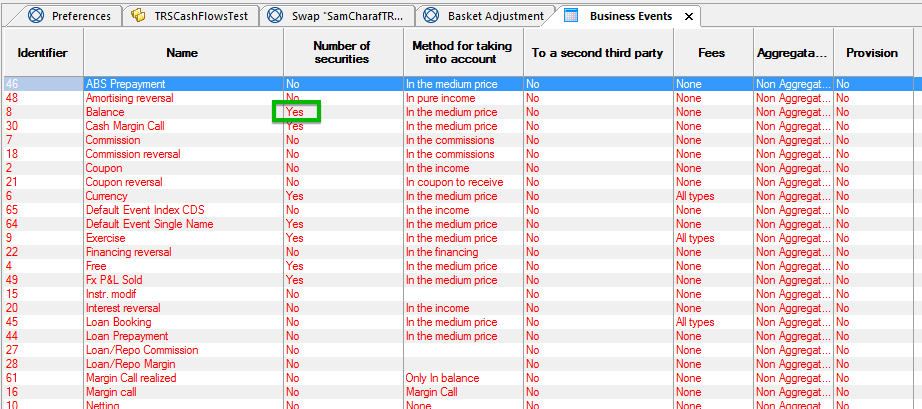 Preferences TRSCashFlowsTest Swap "SamCharafTR... Basket Adjustment Business Events
Identifier Name Number of securities Method for taking into account To a second third party Fees Aggregata... Provision
46 ABS Prepayment No In the medium price No None Non Aggregat... No
48 Amortising reversal No In pure income No None Non Aggregat... No
8 Balance Yes In the medium price No None Non Aggregat... No
30 Cash Margin Call Yes In the medium price No None Non Aggregat... No
7 Commission No In the commissions No None Non Aggregat... No
18 Commission reversal No In the commissions No None Non Aggregat... No
2 Coupon No In the income No None Non Aggregat... No
21 Coupon reversal No In coupon to receive No None Non Aggregat... No
6 Currency Yes In the medium price No All types Non Aggregat... No
65 Default Event Index CDS No In the income No None Non Aggregat... No
64 Default Event Single Name Yes In the medium price No None Non Aggregat... No
9 Exercise Yes In the medium price No All types Non Aggregat... No
22 Financing reversal No In the financing No None Non Aggregat... No
4 Free Yes In the medium price No None Non Aggregat... No
49 Fx P&L Sold Yes In the medium price No None Non Aggregat... No
15 Instr. modif No No None Non Aggregat... No
20 Interest reversal No In the income No None Non Aggregat... No
45 Loan Booking No In the medium price No All types Non Aggregat... No
44 Loan Prepayment No In the medium price No None Non Aggregat... No
27 Loan/Repo Commission No No None Non Aggregat... No
28 Loan/Repo Margin No No None Non Aggregat... No
61 Margin Call realized No Only In balance No None Non Aggregat... No
16 Margin call No Margin Call No None Non Aggregat... No
10 Netting No None No None Non Aggregat... No